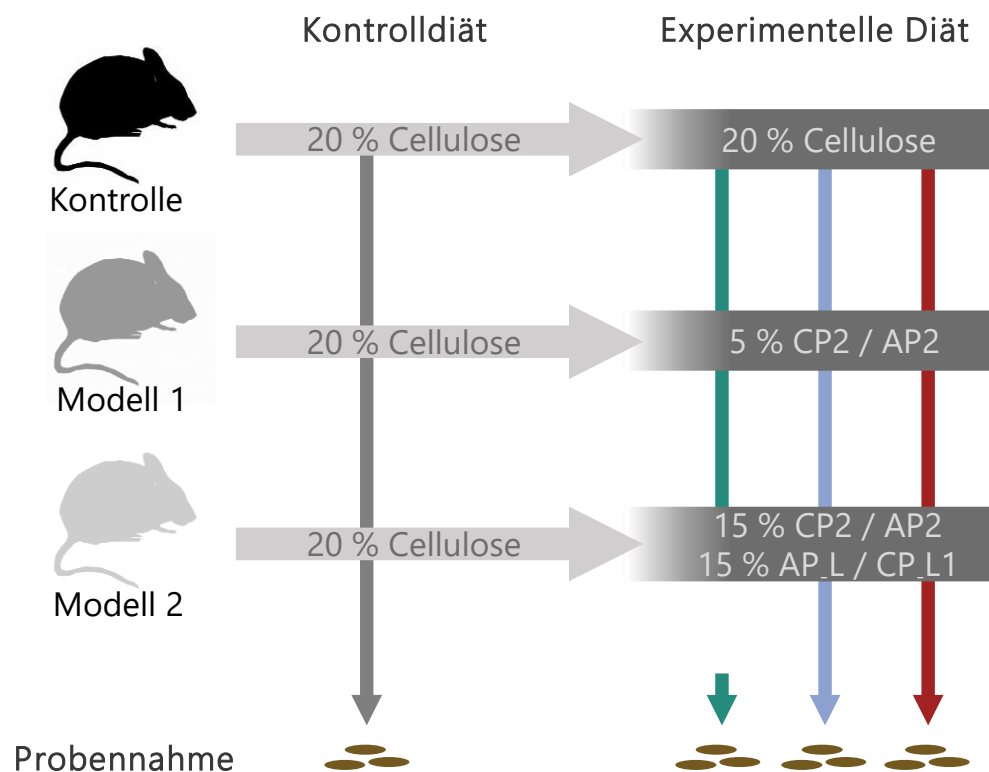 Kontrolldiät
Experimentelle Diät
20 % Cellulose
20 % Cellulose
Kontrolle
20 % Cellulose
5 % CP2 / AP2
Modell 1
20 % Cellulose
15 % CP2 / AP2
15 % AP_L / CP_L1
Modell 2
Probennahme